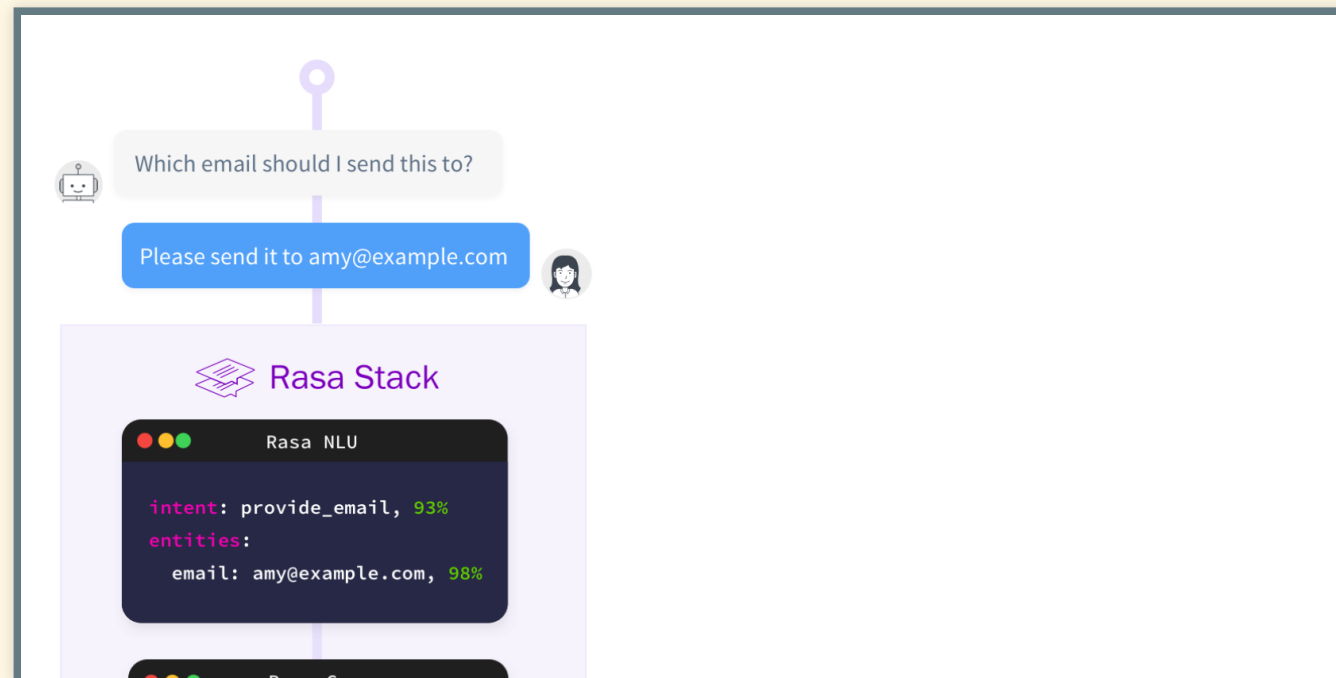 Which email should I send this to?
Please send it to amy@example.com
Rasa Stack
Rasa NLU
intent: provide_email, 93%
entities:
email: amy@example.com, 98%